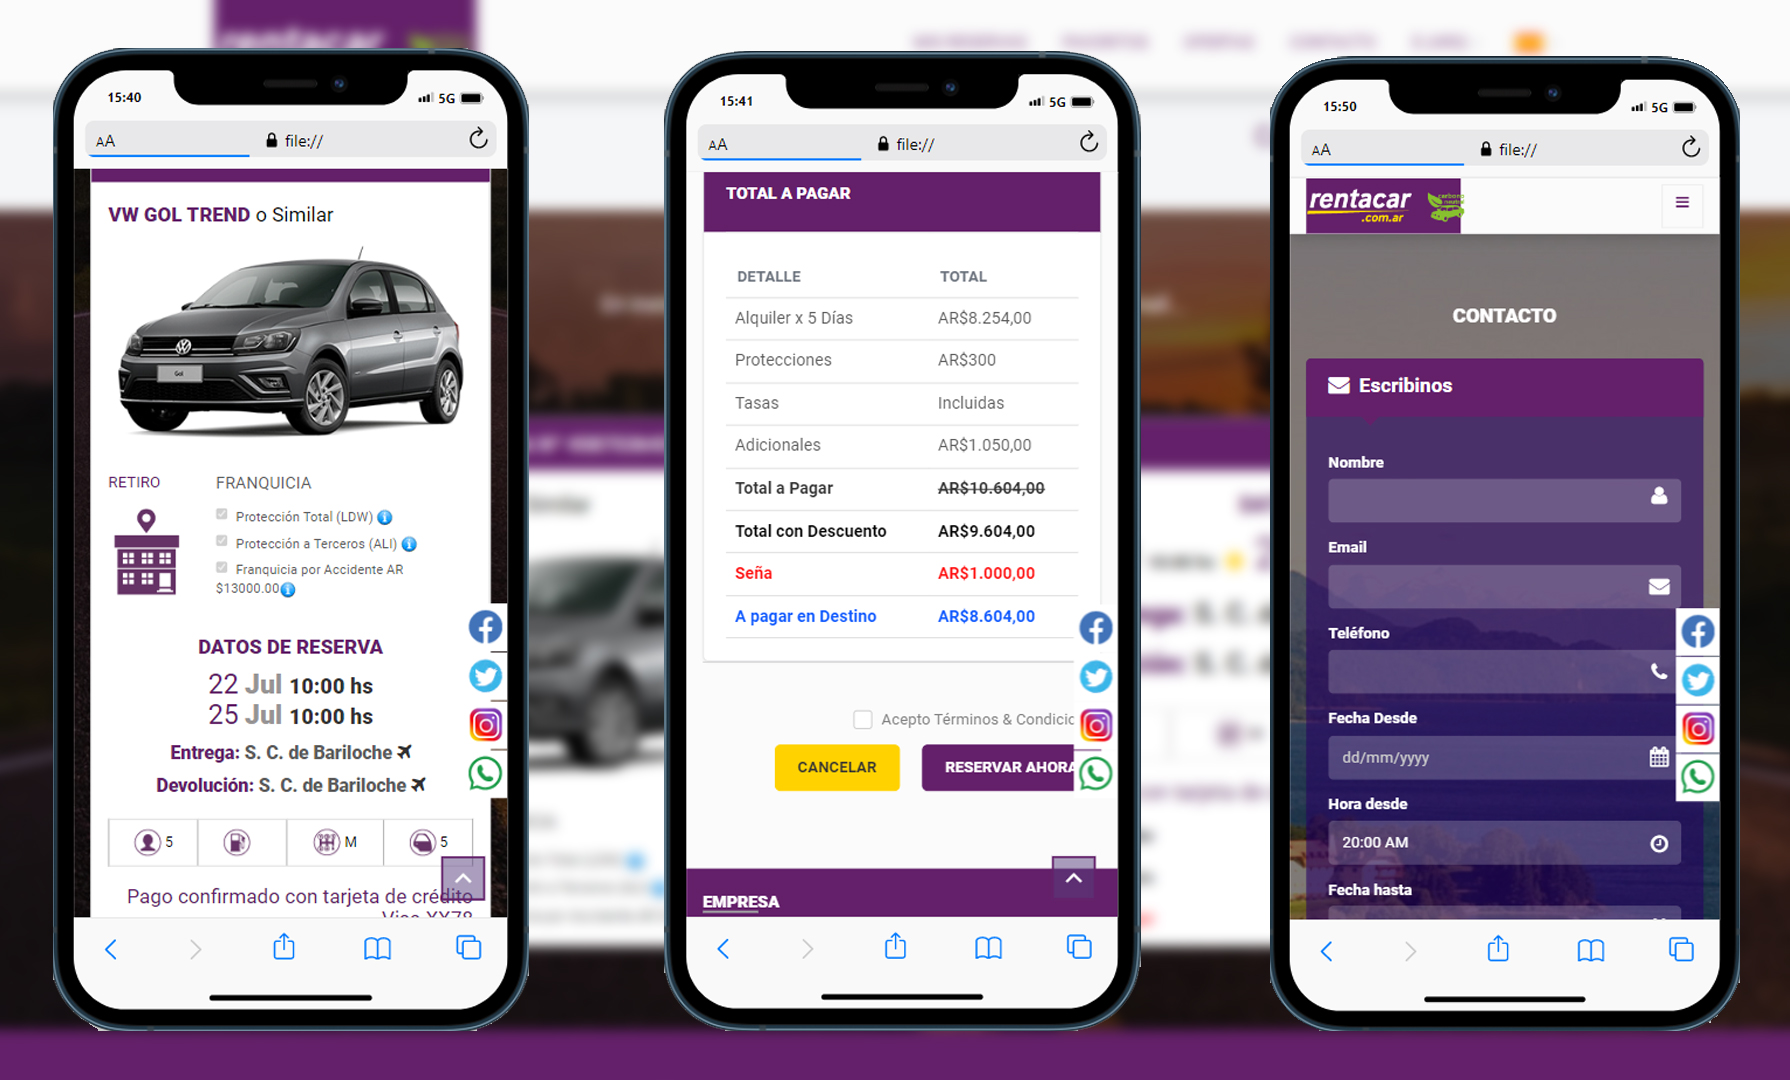 15:40
5G
AA
file://
VW GOL TREND o Similar
Gol
RETIRO
FRANQUICIA
Protección Total (LDW)
Protección a Terceros (ALI)
Franquicia por Accidente AR
$13000.00
DATOS DE RESERVA
22 Jul 10:00 hs
25 Jul 10:00 hs
Entrega: S. C. de Bariloche
Devolución: S. C. de Bariloche
5
M
5
Pago confirmado con tarjeta de crédito
Visa XX78
15:41
5G
AA
file://
TOTAL A PAGAR
DETALLE TOTAL
Alquiler x 5 Días AR$8.254,00
Protecciones AR$300
Tasas Incluidas
Adicionales AR$1.050,00
Total a Pagar AR$10.604,00
Total con Descuento AR$9.604,00
Seña AR$1.000,00
A pagar en Destino AR$8.604,00
Acepto Términos & Condicio
CANCELAR
RESERVAR AHORA
EMPRESA
15:50
5G
AA
file://
rentacar
.com.ar
CONTACTO
Escribinos
Nombre
Email
Teléfono
Fecha Desde
dd/mm/yyyy
Hora desde
20:00 AM
Fecha hasta